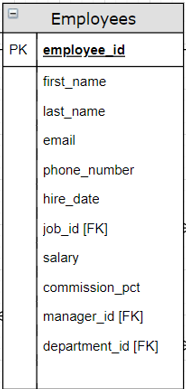 Employees
PK employee_id
first_name
last_name
email
phone_number
hire_date
job_id [FK]
salary
commission_pct
manager_id [FK]
department_id [FK]